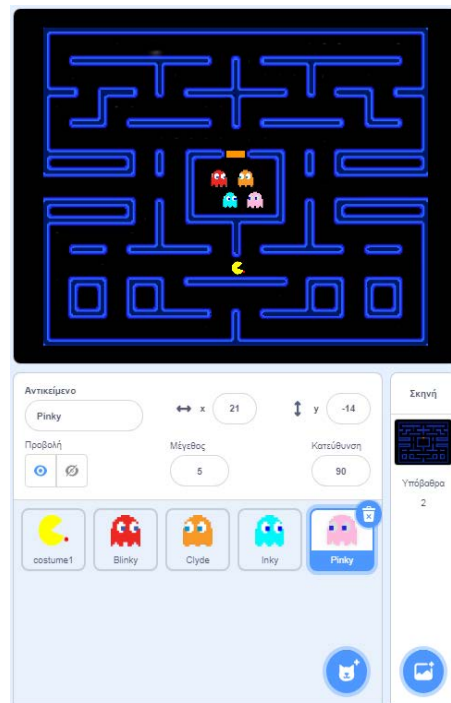 Αντικείμενο
Pinky
x
21
y
-14
Προβολή
Μέγεθος
5
Κατεύθυνση
90
costume1
Blinky
Clyde
Inky
Pinky
Σκηνή
Υπόβαθρα
2